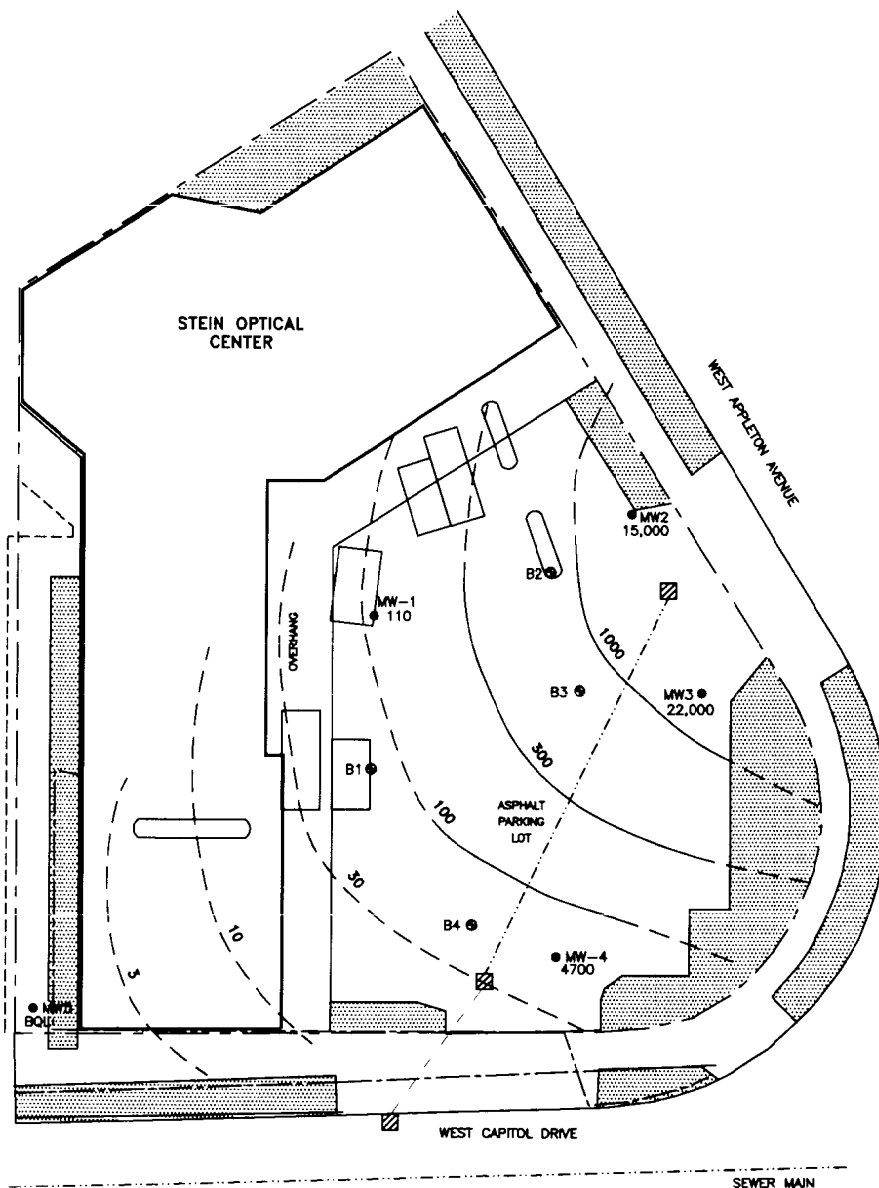 STEIN OPTICAL
CENTER
WEST APPLETON AVENUE
MW2
15,000
B2
MW-1
110
OVERHANG
1000
B3
MW3
22,000
300
B1
ASPHALT
PARKING
LOT
100
30
B4
10
MW-4
4700
3
BQL
WEST CAPITOL DRIVE
SEWER MAIN